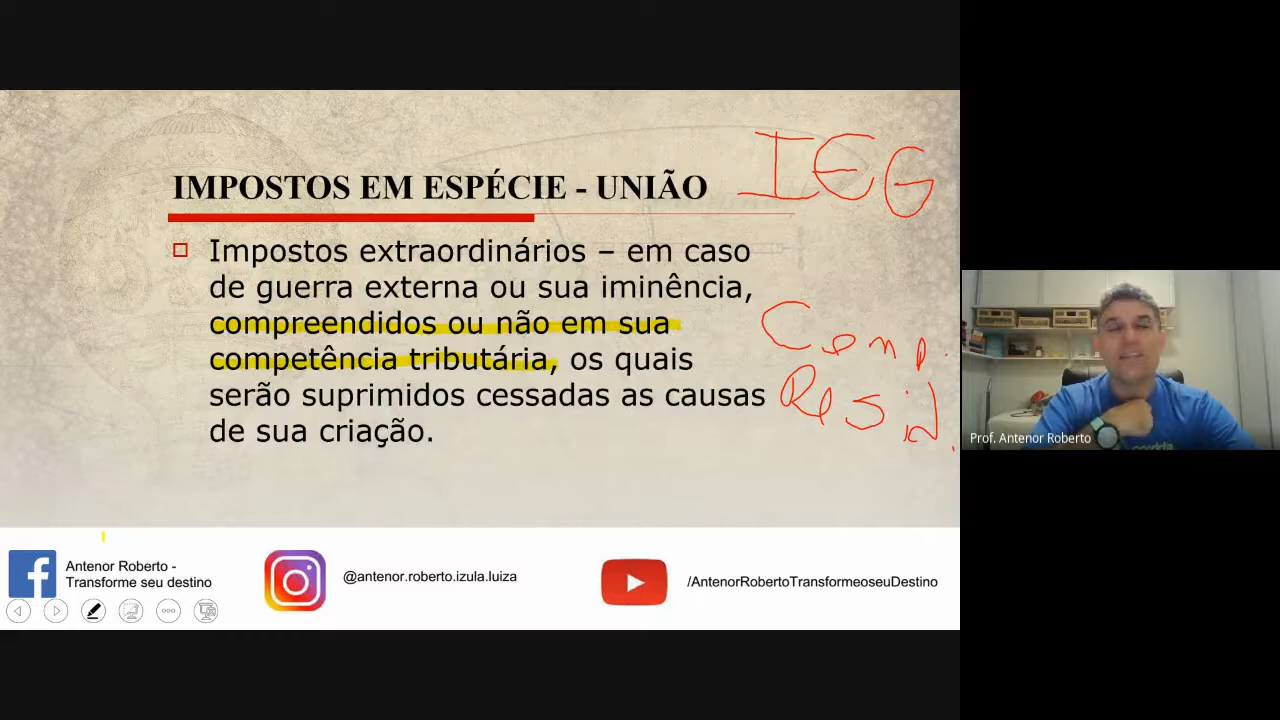 IEG
IMPOSTOS EM ESPÉCIE - UNIÃO
Impostos extraordinários – em caso
de guerra externa ou sua iminência,
compreendidos ou não em sua
competência tributária, os quais
serão suprimidos cessadas as causas
de sua criação.
Comp.
Resid.
Prof. Antenor Roberto
Antenor Roberto -
Transforme seu destino
@antenor.roberto.izula.luiza
/AntenorRobertoTransformeoseuDestino